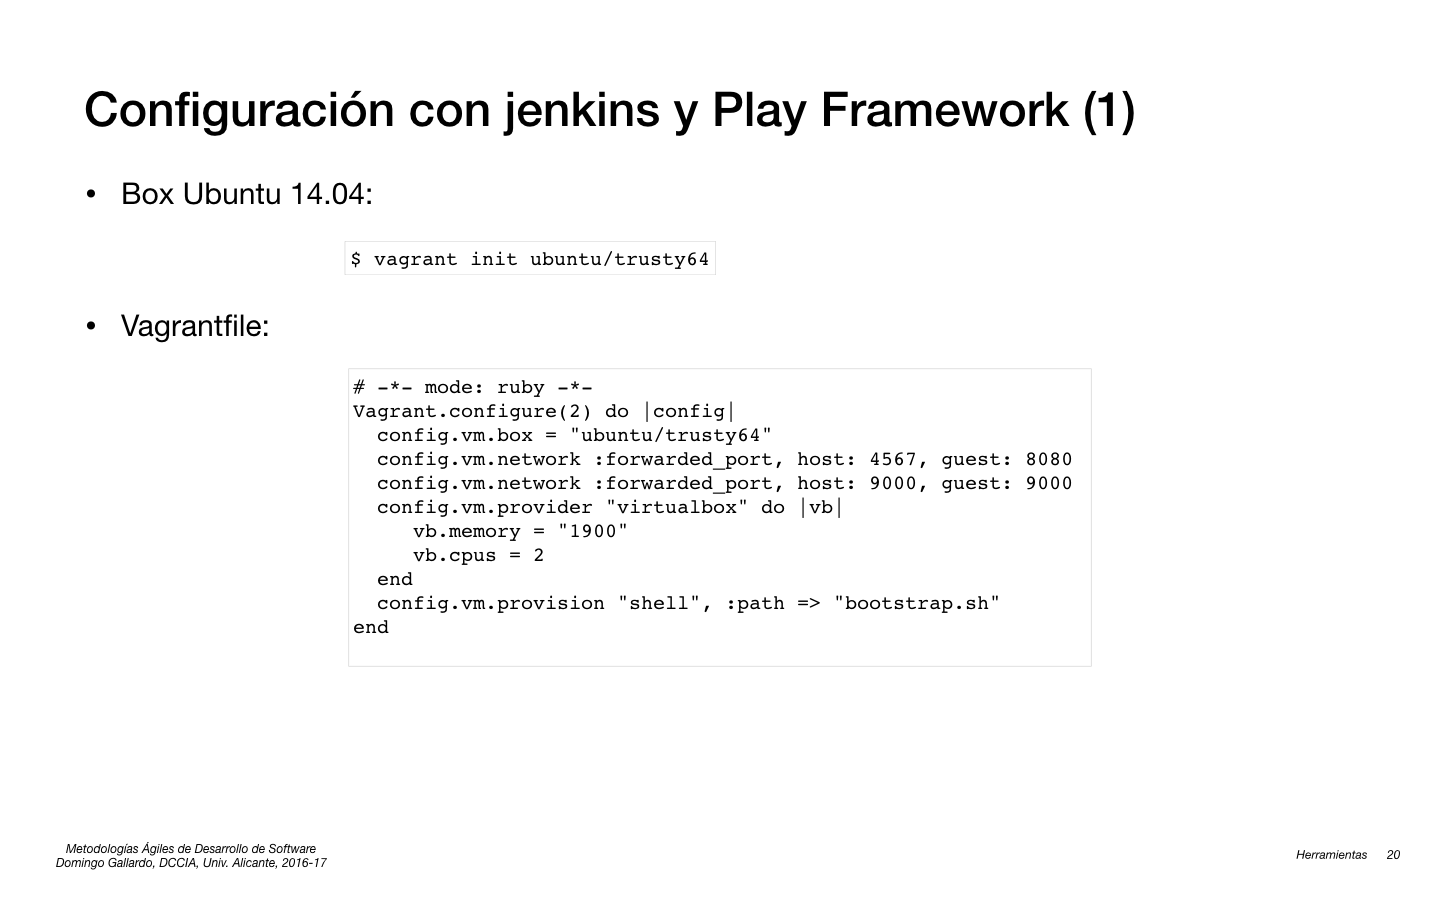 Configuración con jenkins y Play Framework (1)
• Box Ubuntu 14.04:
$ vagrant init ubuntu/trusty64
• Vagrantfile:
# -*- mode: ruby -*-
Vagrant.configure(2) do |config|
  config.vm.box = "ubuntu/trusty64"
  config.vm.network :forwarded_port, host: 4567, guest: 8080
  config.vm.network :forwarded_port, host: 9000, guest: 9000
  config.vm.provider "virtualbox" do |vb|
     vb.memory = "1900"
     vb.cpus = 2
  end
  config.vm.provision "shell", :path => "bootstrap.sh"
end
Metodologías Ágiles de Desarrollo de Software
Domingo Gallardo, DCCIA, Univ. Alicante, 2016-17
Herramientas 20